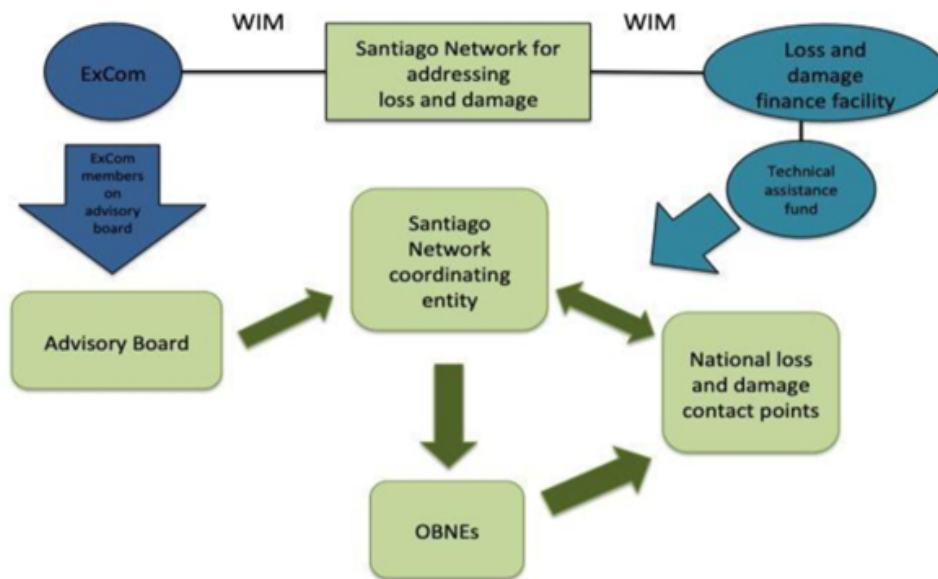 WIM
WIM
ExCom
Santiago Network for
addressing
loss and damage
Loss and
damage
finance facility
ExCom
members
on
advisory
board
Technical
assistance
fund
Santiago
Network
coordinating
entity
Advisory Board
National loss
and damage
contact points
OBNEs